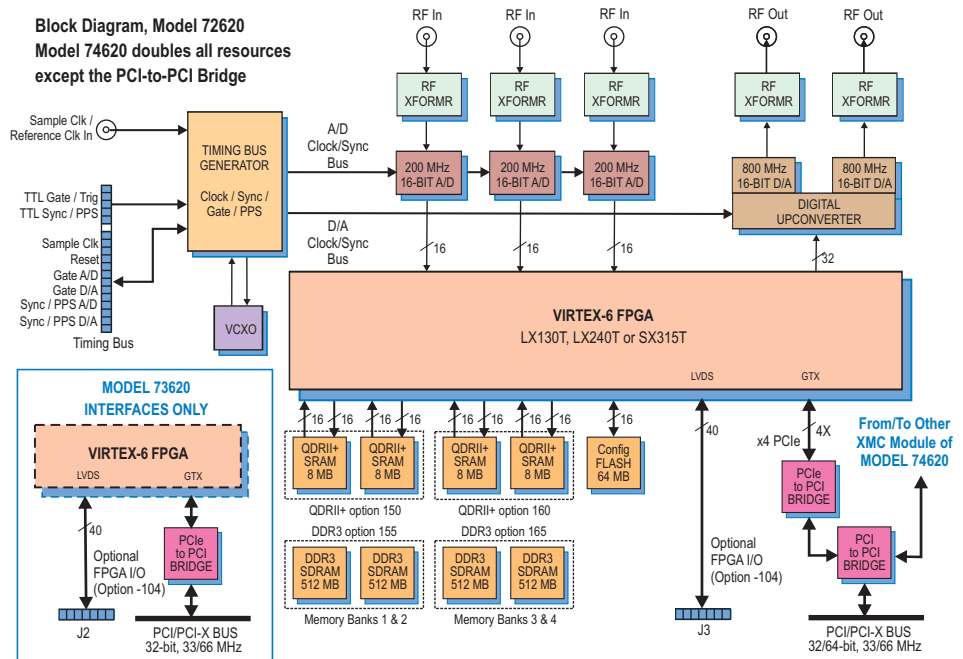 Block Diagram, Model 72620
Model 74620 doubles all resources
except the PCI-to-PCI Bridge
RF In
RF In
RF In
RF Out
RF Out
RF
XFORMR
RF
XFORMR
RF
XFORMR
RF
XFORMR
RF
XFORMR
Sample Clk /
Reference Clk In
TIMING BUS
GENERATOR
Clock / Sync /
Gate / PPS
A/D
Clock/Sync
Bus
200 MHz
16-BIT A/D
200 MHz
16-BIT A/D
200 MHz
16-BIT A/D
800 MHz
16-BIT D/A
800 MHz
16-BIT D/A
DIGITAL
UPCONVERTER
TTL Gate / Trig
TTL Sync / PPS
Sample Clk
Reset
Gate A/D
Gate D/A
Sync / PPS A/D
Sync / PPS D/A
Timing Bus
D/A
Clock/Sync
Bus
16
16
16
32
VCXO
VIRTEX-6 FPGA
LX130T, LX240T or SX315T
LVDS
GTX
MODEL 73620
INTERFACES ONLY
VIRTEX-6 FPGA
LVDS
GTX
40
Optional
FPGA I/O
(Option -104)
PCIe
to PCI
BRIDGE
J2
PCI/PCI-X BUS
32-bit, 33/66 MHz
16
16
16
16
16
16
16
16
16
QDRII+
SRAM
8 MB
QDRII+
SRAM
8 MB
QDRII+
SRAM
8 MB
QDRII+
SRAM
8 MB
Config
FLASH
64 MB
QDRII+ option 150
QDRII+ option 160
DDR3 option 155
DDR3 option 165
DDR3
SDRAM
512 MB
DDR3
SDRAM
512 MB
DDR3
SDRAM
512 MB
DDR3
SDRAM
512 MB
Memory Banks 1 & 2
Memory Banks 3 & 4
40
Optional
FPGA I/O
(Option -104)
J3
x4 PCIe
4X
PCIe
to PCI
BRIDGE
From/To Other
XMC Module of
MODEL 74620
PCI
to PCI
BRIDGE
PCI/PCI-X BUS
32/64-bit, 33/66 MHz